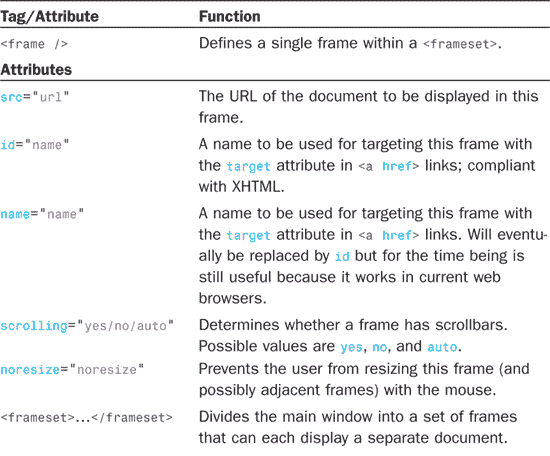 Tag/Attribute Function
<frame /> Defines a single frame within a <frameset>.
Attributes
src="url" The URL of the document to be displayed in this
frame.
id="name" A name to be used for targeting this frame with
the target attribute in <a href> links; compliant
with XHTML.
name="name" A name to be used for targeting this frame with
the target attribute in <a href> links. Will eventu-
ally be replaced by id but for the time being is
still useful because it works in current web
browsers.
scrolling="yes/no/auto" Determines whether a frame has scrollbars.
Possible values are yes, no, and auto.
noresize="noresize" Prevents the user from resizing this frame (and
possibly adjacent frames) with the mouse.
<frameset>...</frameset> Divides the main window into a set of frames
that can each display a separate document.